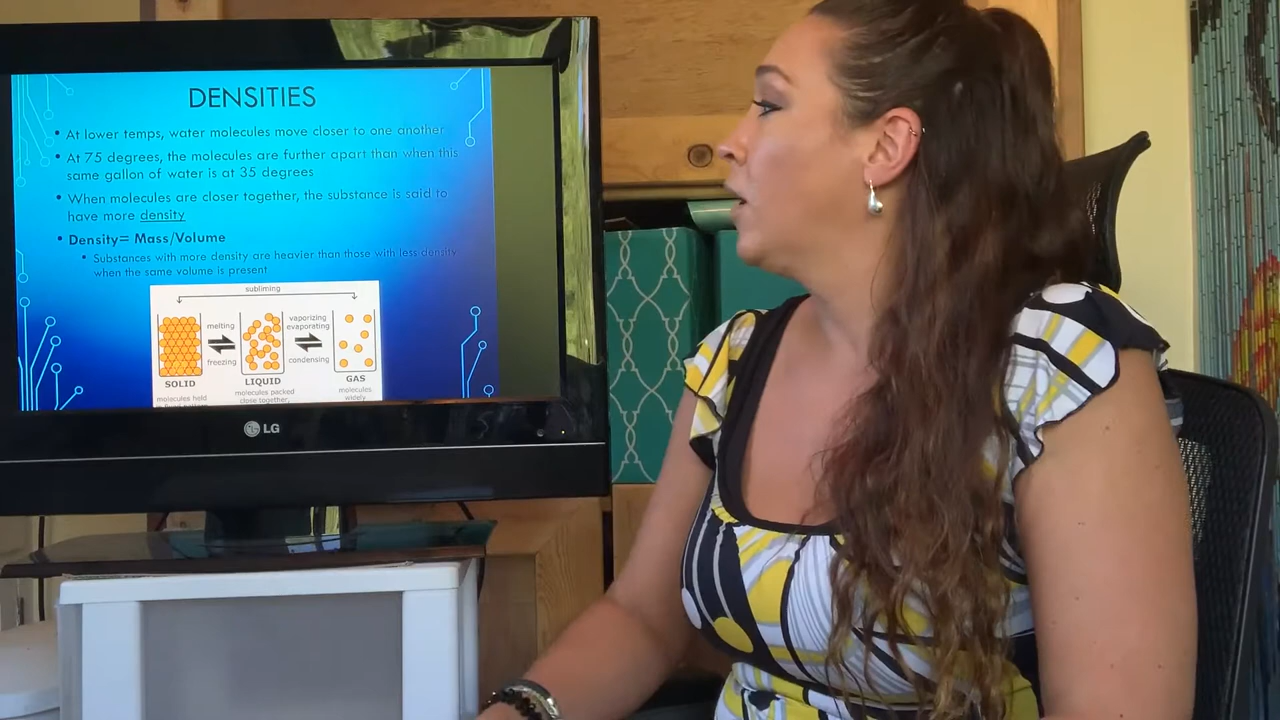 DENSITIES
• At lower temps, water molecules move closer to one another
• At 75 degrees, the molecules are further apart than when this
same gallon of water is at 35 degrees
• When molecules are closer together, the substance is said to
have more density
• Density= Mass/Volume
• Substances with more density are heavier than those with less density
when the same volume is present
subliming
melting
freezing
vaporizing
evaporating
condensing
SOLID
LIQUID
GAS
molecules held
molecules packed
close together,
molecules
widely
LG